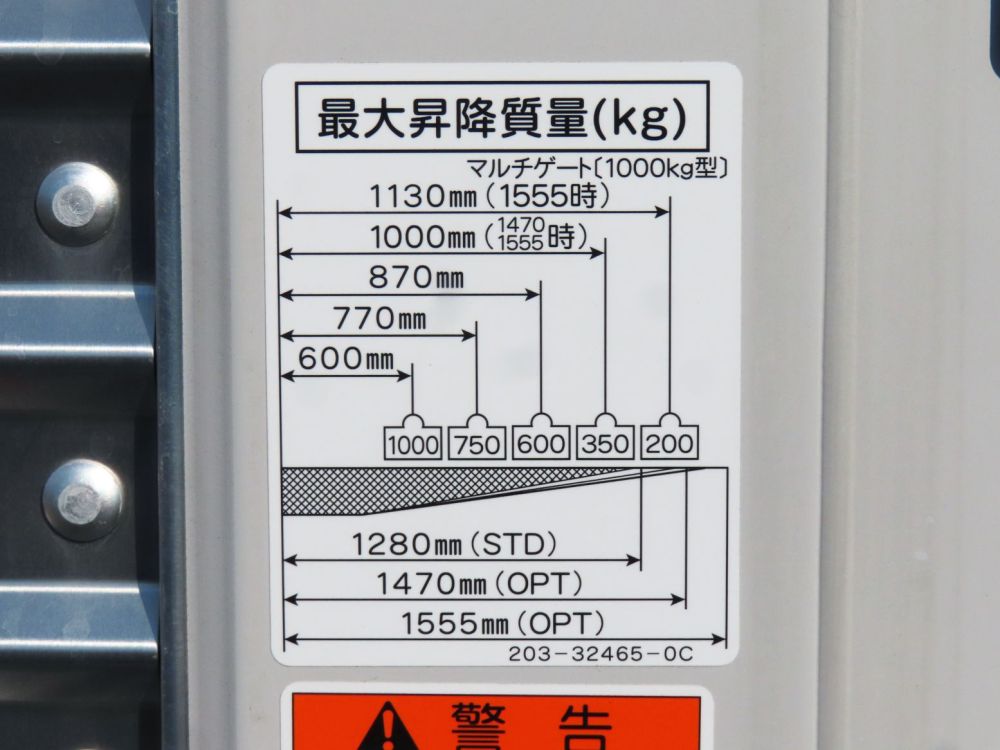 最大昇降質量(kg)
マルチゲート〔1000kg型〕
1130㎜(1555時)
1000㎜(1470 1555時)
870㎜
770㎜
600㎜
1000 750 600 350 200
1280㎜(STD)
1470㎜(OPT)
1555㎜(OPT)
203-32465-0C
警告